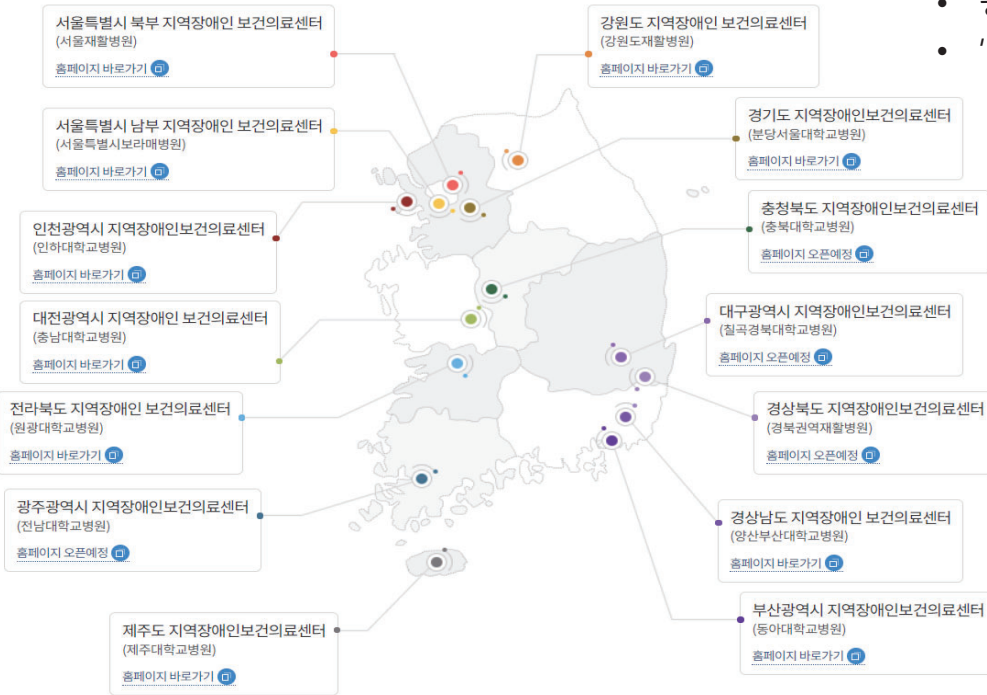 서울특별시 북부 지역장애인 보건의료센터
(서울재활병원)
홈페이지 바로가기
강원도 지역장애인 보건의료센터
(강원도재활병원)
홈페이지 바로가기
서울특별시 남부 지역장애인 보건의료센터
(서울특별시보라매병원)
홈페이지 바로가기
경기도 지역장애인보건의료센터
(분당서울대학교병원)
홈페이지 바로가기
인천광역시 지역장애인보건의료센터
(인하대학교병원)
홈페이지 바로가기
충청북도 지역장애인보건의료센터
(충북대학교병원)
홈페이지 오픈예정
대전광역시 지역장애인 보건의료센터
(충남대학교병원)
홈페이지 바로가기
대구광역시 지역장애인보건의료센터
(칠곡경북대학교병원)
홈페이지 오픈예정
전라북도 지역장애인 보건의료센터
(원광대학교병원)
홈페이지 바로가기
경상북도 지역장애인보건의료센터
(경북권역재활병원)
홈페이지 오픈예정
광주광역시 지역장애인보건의료센터
(전남대학교병원)
홈페이지 오픈예정
경상남도 지역장애인 보건의료센터
(양산부산대학교병원)
홈페이지 바로가기
제주도 지역장애인보건의료센터
(제주대학교병원)
홈페이지 바로가기
부산광역시 지역장애인보건의료센터
(동아대학교병원)
홈페이지 바로가기